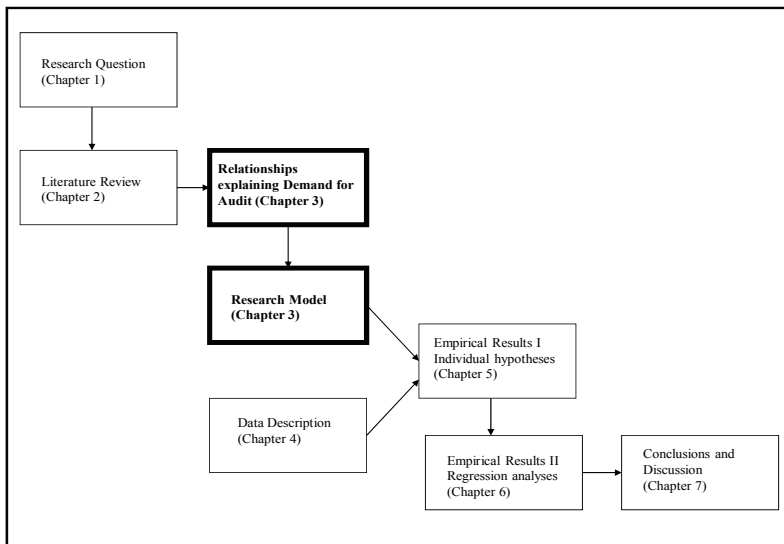 Research Question
(Chapter 1)
Literature Review
(Chapter 2)
Relationships
explaining Demand for
Audit (Chapter 3)
Research Model
(Chapter 3)
Empirical Results I
Individual hypotheses
(Chapter 5)
Data Description
(Chapter 4)
Empirical Results II
Regression analyses
(Chapter 6)
Conclusions and
Discussion
(Chapter 7)